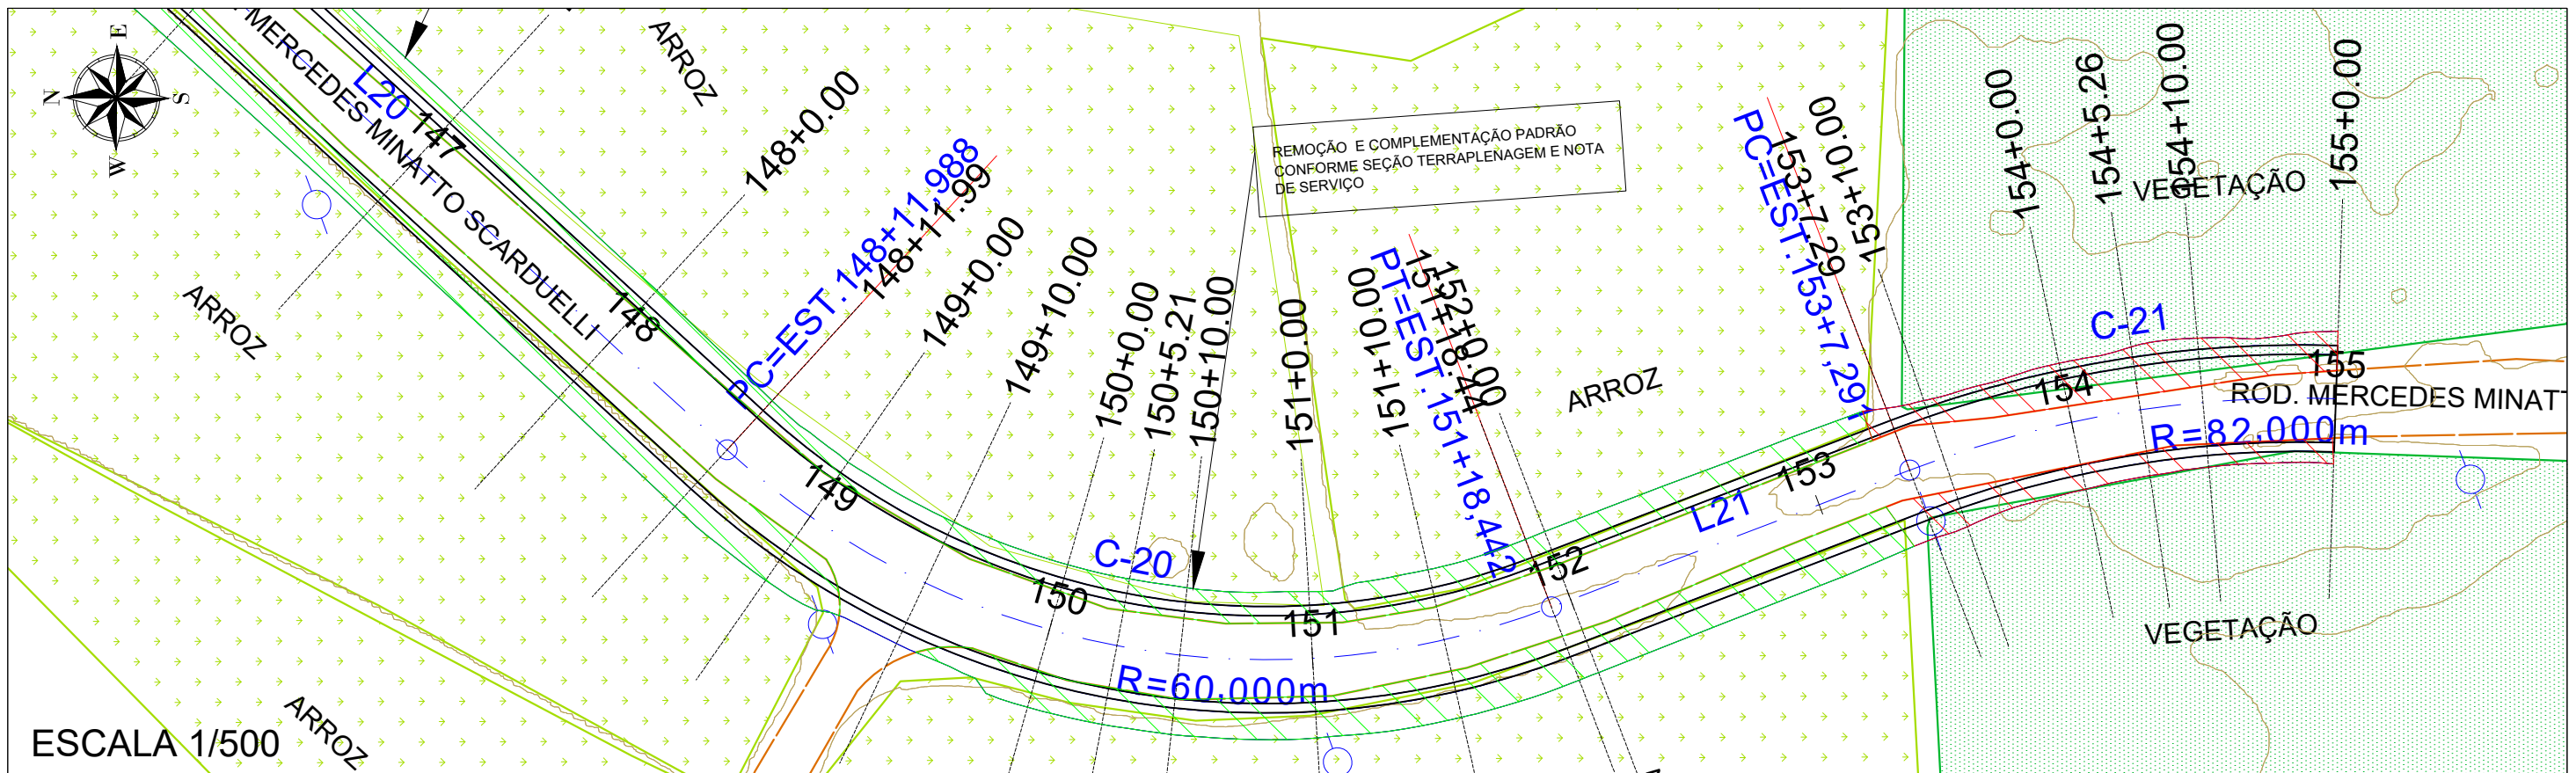 E
N
S
W
MERCEDES MINATTO SCARDUELLI
L20
147
ARROZ
148+0.00
PC=EST.148+11,988
148+11.99
149+0.00
149+10.00
150+0.00
150+5.21
150+10.00
REMOÇÃO E COMPLEMENTAÇÃO PADRÃO
CONFORME SEÇÃO TERRAPLENAGEM E NOTA
DE SERVIÇO
151+0.00
151+10.00
PT=EST.151+18,442
151+18.44
152+0.00
ARROZ
PC=EST.153+7,291
153+7.29
153+10.00
154+0.00
154+5.26
154+10.00
155+0.00
VEGETAÇÃO
ARROZ
148
149
C-20
150
151
152
L21
153
C-21
154
155
ROD. MERCEDES MINATT
R=82,000m
R=60,000m
VEGETAÇÃO
ARROZ
ESCALA 1/500